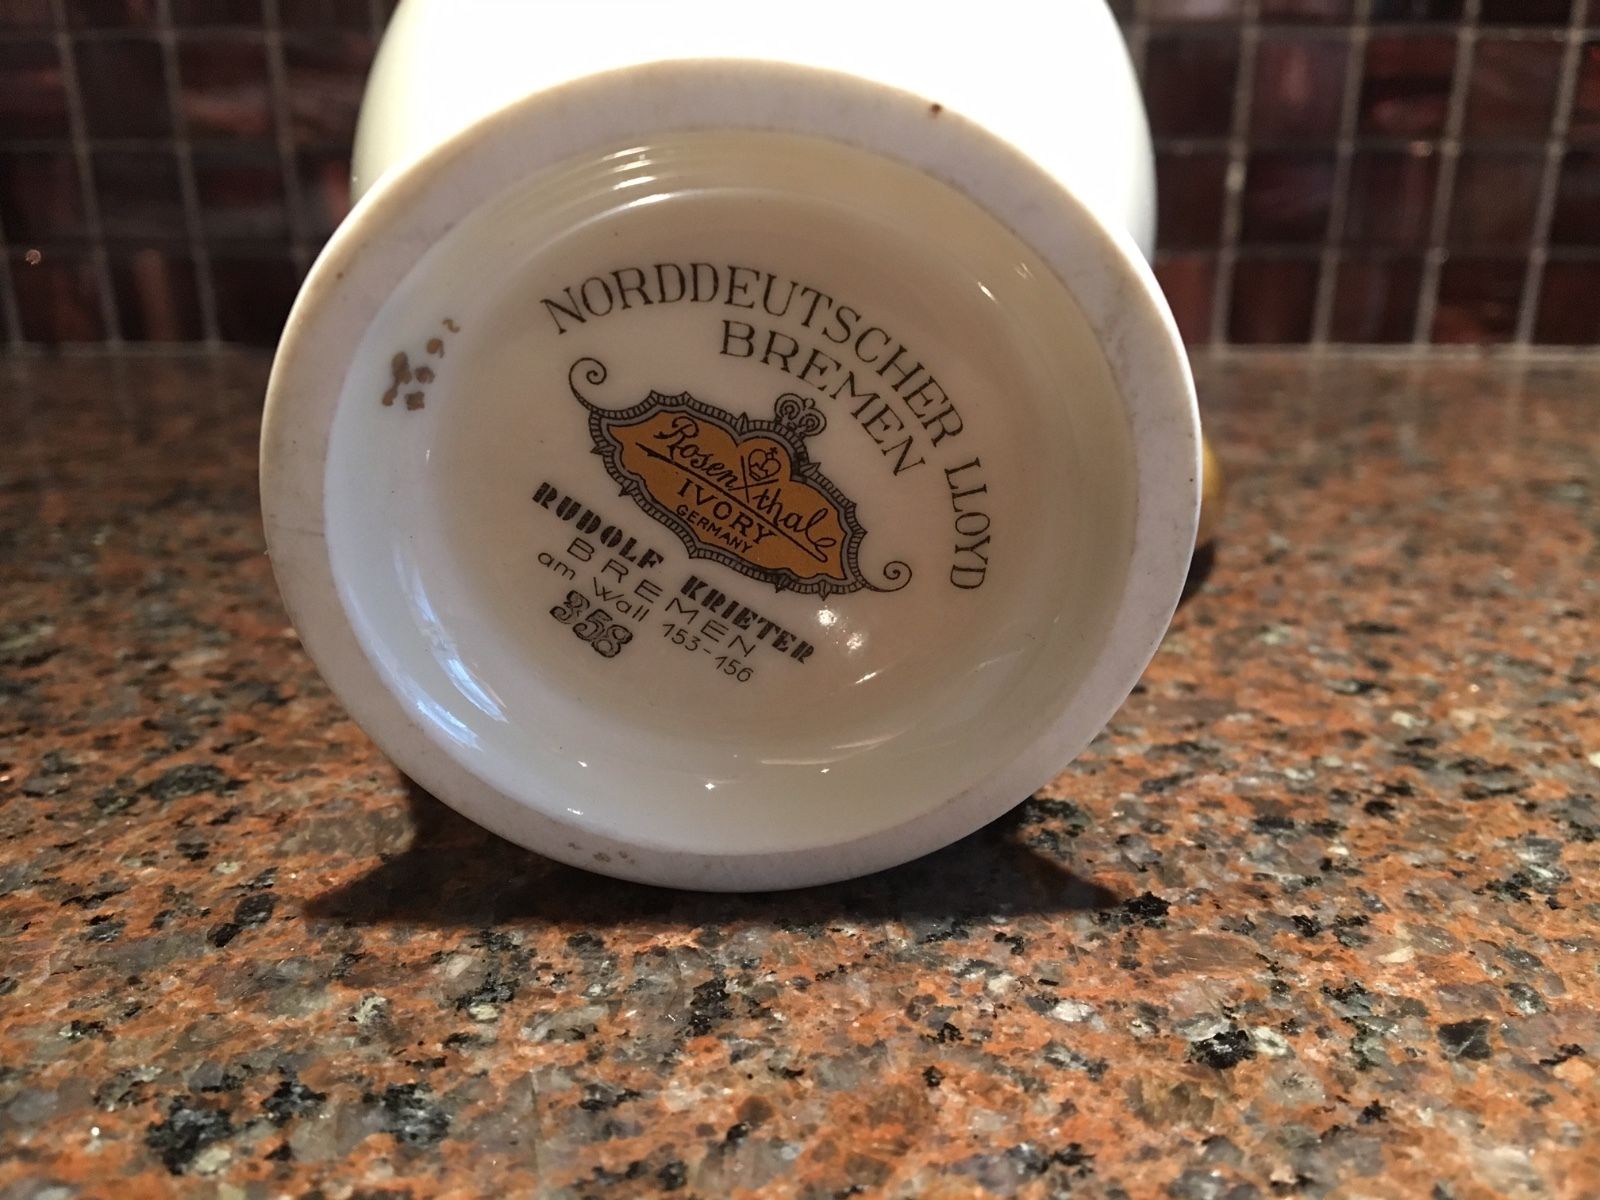 NORDDEUTSCHER LLOYD
BREMEN
Rosenthal
IVORY
GERMANY
RUDOLF KRIETER
BREMEN
am Wall 153-156
358